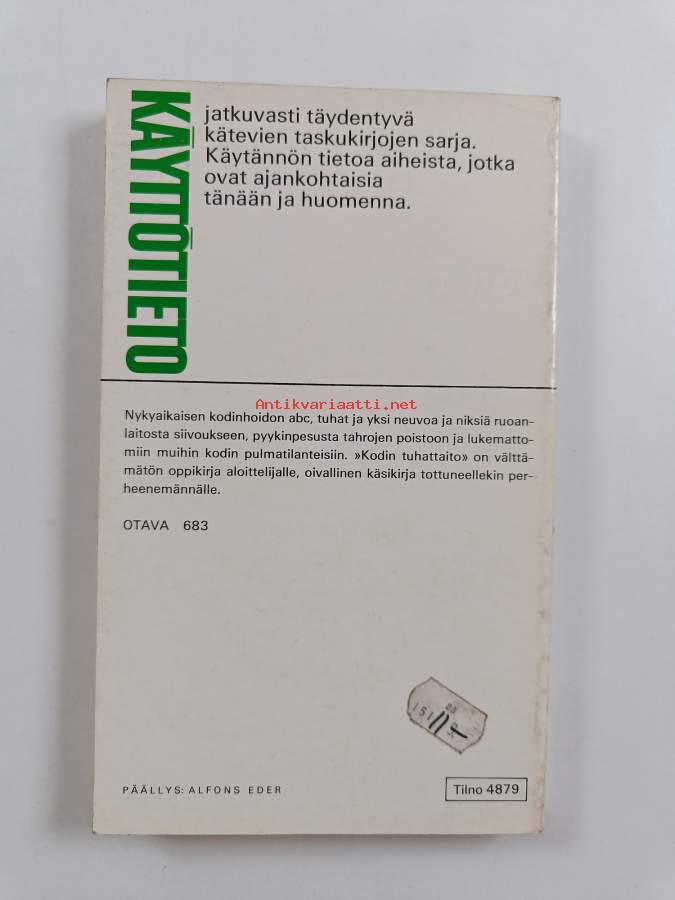 KÄYTTÖTIETO
jatkuvasti täydentyvä
kätevien taskukirjojen sarja.
Käytännön tietoa aiheista, jotka
ovat ajankohtaisia
tänään ja huomenna.
Antikvariaatti.net
Nykyaikaisen kodinhoidon abc, tuhat ja yksi neuvoa ja niksiä ruoan-
laitosta siivoukseen, pyykinpesusta tahrojen poistoon ja lukematto-
miin muihin kodin pulmatilanteisiin. »Kodin tuhattaito» on välttä-
mätön oppikirja aloittelijalle, oivallinen käsikirja tottuneellekin per-
heenemännälle.
OTAVA 683
PÄÄLLYS: ALFONS EDER
Tilno 4879